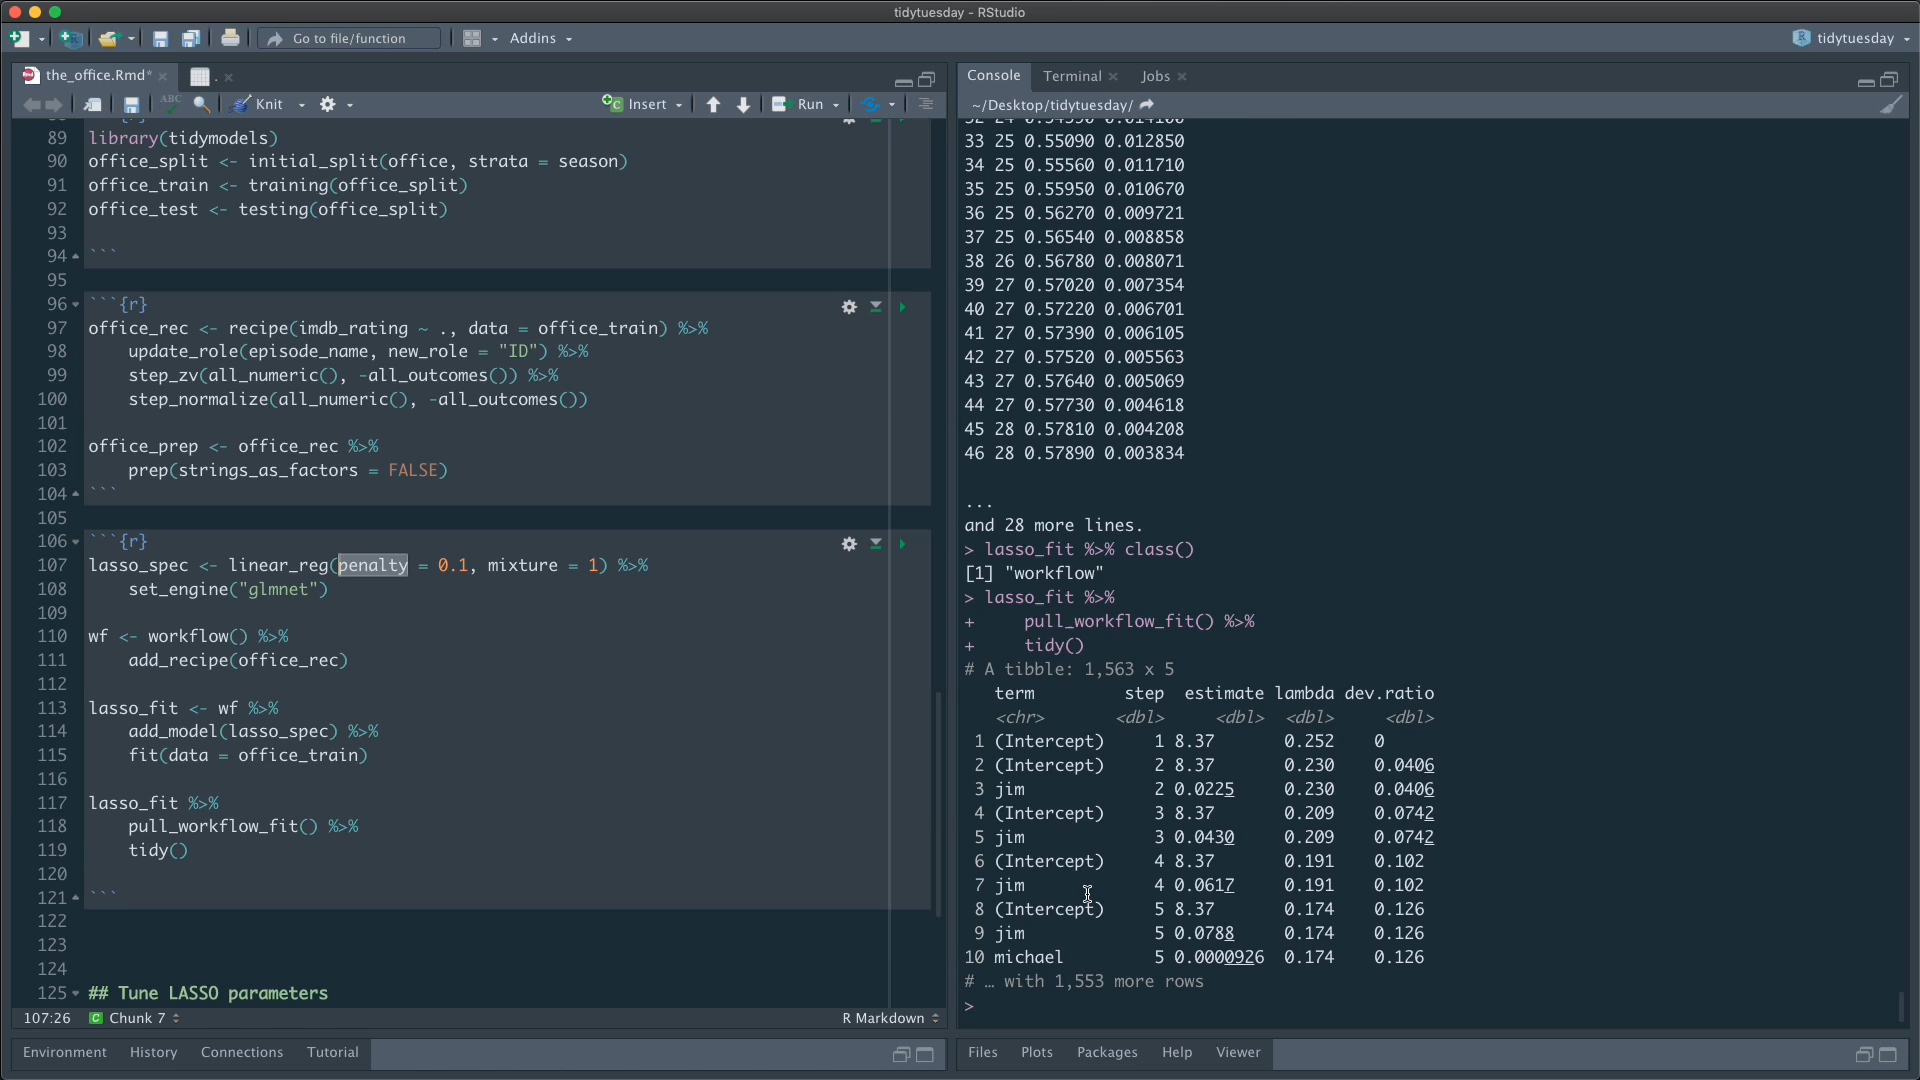 tidytuesday - RStudio
Go to file/function
Addins
tidytuesday
the_office.Rmd*
.
Knit
Insert
Run
89 library(tidymodels)
90 office_split <- initial_split(office, strata = season)
91 office_train <- training(office_split)
92 office_test <- testing(office_split)
93
94 ```
95
96 ```{r}
97 office_rec <- recipe(imdb_rating ~ ., data = office_train) %>%
98 update_role(episode_name, new_role = "ID") %>%
99 step_zv(all_numeric(), -all_outcomes()) %>%
100 step_normalize(all_numeric(), -all_outcomes())
101
102 office_prep <- office_rec %>%
103 prep(strings_as_factors = FALSE)
104 ```
105
106 ```{r}
107 lasso_spec <- linear_reg(penalty = 0.1, mixture = 1) %>%
108 set_engine("glmnet")
109
110 wf <- workflow() %>%
111 add_recipe(office_rec)
112
113 lasso_fit <- wf %>%
114 add_model(lasso_spec) %>%
115 fit(data = office_train)
116
117 lasso_fit %>%
118 pull_workflow_fit() %>%
119 tidy()
120
121 ```
122
123
124
125 ## Tune LASSO parameters
107:26 Chunk 7 R Markdown
Environment History Connections Tutorial
Console Terminal Jobs
~/Desktop/tidytuesday/
33 25 0.55090 0.012850
34 25 0.55560 0.011710
35 25 0.55950 0.010670
36 25 0.56270 0.009721
37 25 0.56540 0.008858
38 26 0.56780 0.008071
39 27 0.57020 0.007354
40 27 0.57220 0.006701
41 27 0.57390 0.006105
42 27 0.57520 0.005563
43 27 0.57640 0.005069
44 27 0.57730 0.004618
45 28 0.57810 0.004208
46 28 0.57890 0.003834
...
and 28 more lines.
> lasso_fit %>% class()
[1] "workflow"
> lasso_fit %>%
+ pull_workflow_fit() %>%
+ tidy()
# A tibble: 1,563 x 5
term step estimate lambda dev.ratio
<chr> <dbl> <dbl> <dbl> <dbl>
1 (Intercept) 1 8.37 0.252 0
2 (Intercept) 2 8.37 0.230 0.0406
3 jim 2 0.0225 0.230 0.0406
4 (Intercept) 3 8.37 0.209 0.0742
5 jim 3 0.0430 0.209 0.0742
6 (Intercept) 4 8.37 0.191 0.102
7 jim 4 0.0617 0.191 0.102
8 (Intercept) 5 8.37 0.174 0.126
9 jim 5 0.0788 0.174 0.126
10 michael 5 0.0000926 0.174 0.126
# … with 1,553 more rows
>
Files Plots Packages Help Viewer